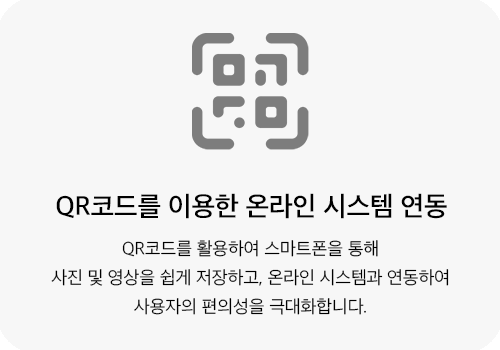 QR코드를 이용한 온라인 시스템 연동
QR코드를 활용하여 스마트폰을 통해
사진 및 영상을 쉽게 저장하고, 온라인 시스템과 연동하여
사용자의 편의성을 극대화합니다.